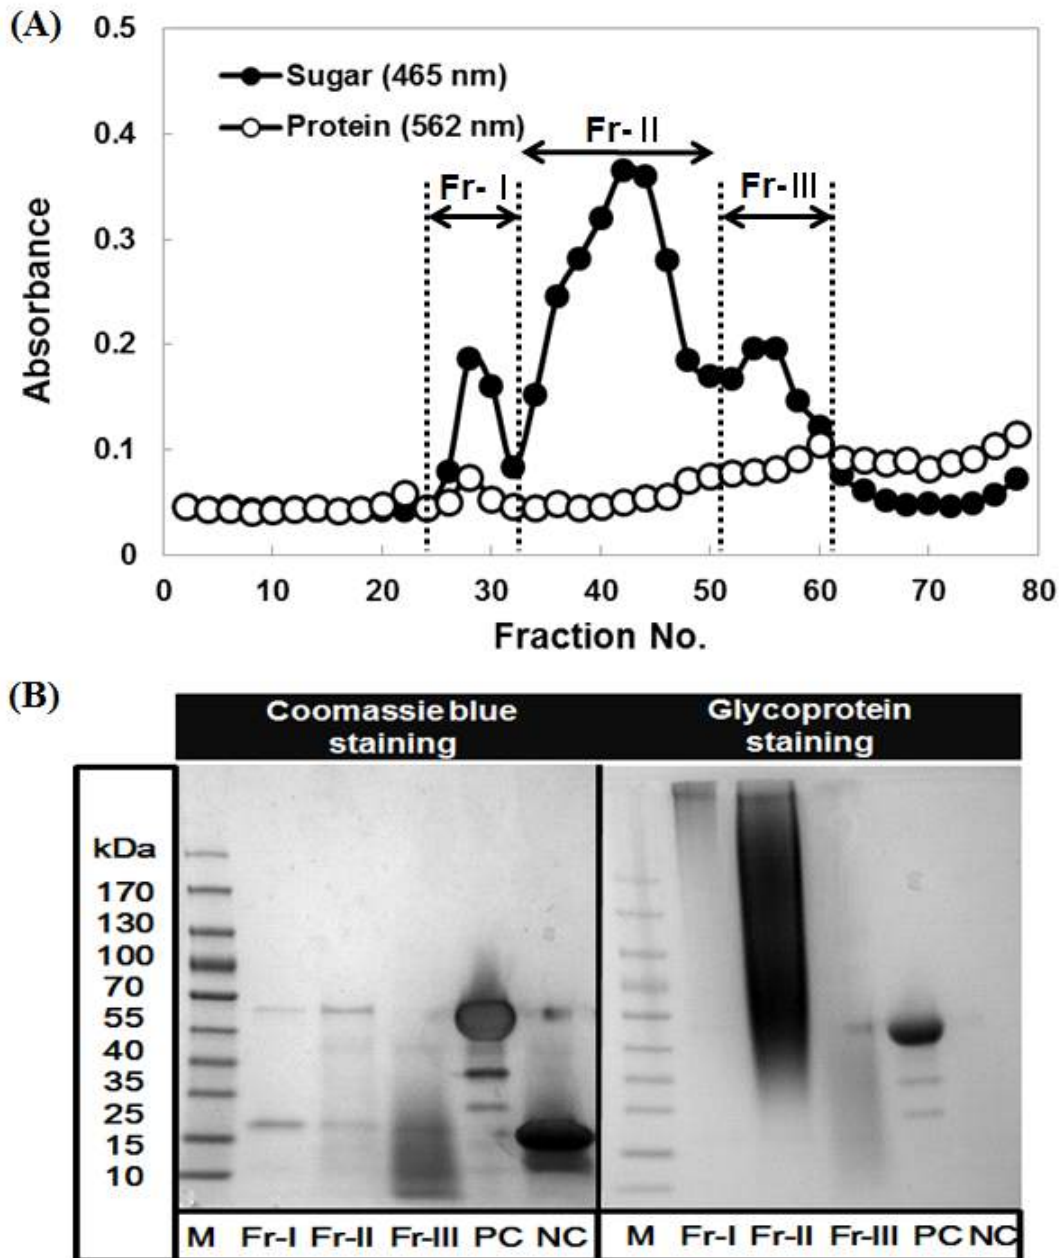 (A)
0.5
0.4
0.3
0.2
0.1
0
Absorbance
Sugar (465 nm)
Protein (562 nm)
Fr- I
Fr- II
Fr-III
0 10 20 30 40 50 60 70 80
Fraction No.
(B)
Coomassie blue
staining
Glycoprotein
staining
kDa
170
130
100
70
55
40
35
25
15
10
M Fr-I Fr-II Fr-III PC NC
M Fr-I Fr-II Fr-III PC NC